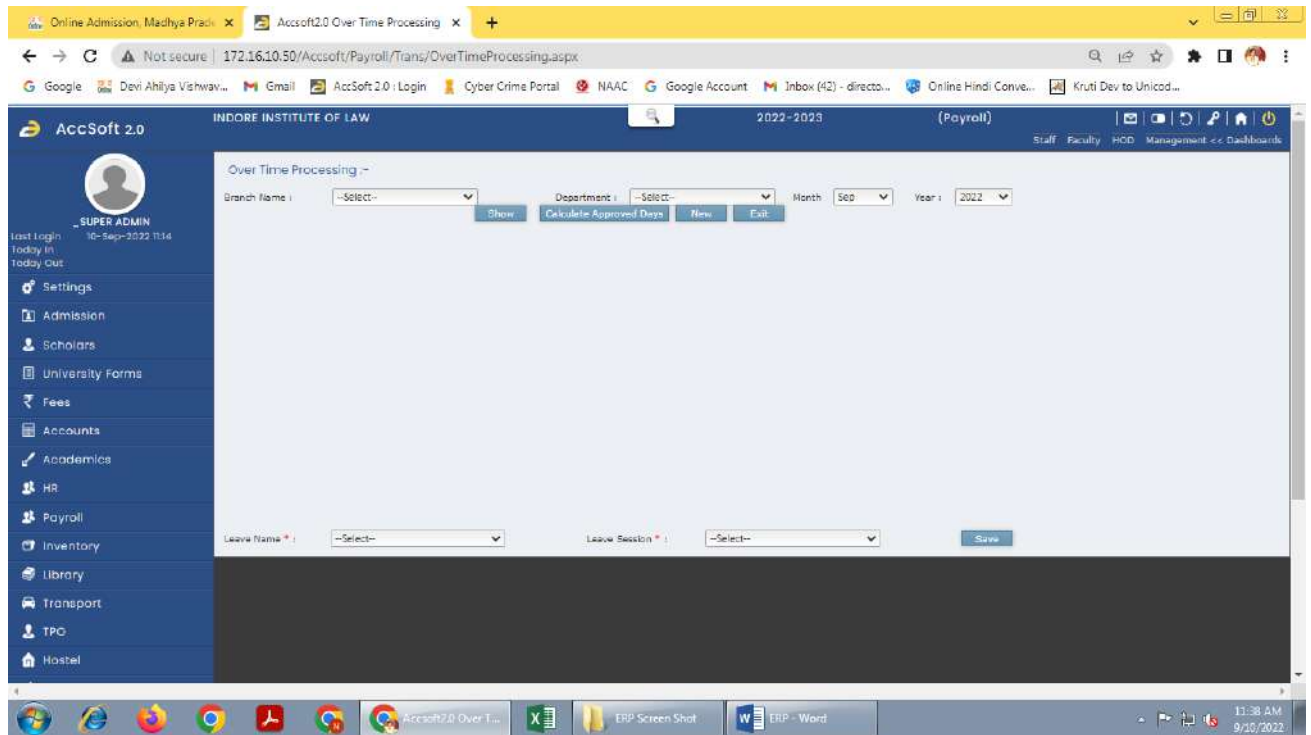 Online Admission, Madhya Prade
Accsoft2.0 Over Time Processing
Not secure | 172.16.10.50/Accsoft/Payroll/Trans/OverTimeProcessing.aspx
Google
Devi Ahilya Vishwav...
Gmail
AccSoft 2.0 : Login
Cyber Crime Portal
NAAC
Google Account
Inbox (42) - directo...
Online Hindi Conve...
Kruti Dev to Unicod...
AccSoft 2.0
INDORE INSTITUTE OF LAW
2022-2023
(Payroll)
Staff Faculty HOD Management << Dashboards
_SUPER ADMIN
Last Login 10-Sep-2022 11:14
Today In
Today Out
Settings
Admission
Scholars
University Forms
Fees
Accounts
Academics
HR
Payroll
Inventory
Library
Transport
TPO
Hostel
Over Time Processing :-
Branch Name : --Select-- Department : --Select-- Month Sep Year : 2022
Show Calculate Approved Days New Exit
Leave Name * : --Select-- Leave Session * : --Select-- Save
Accsoft2.0 Over T...
ERP Screen Shot
ERP - Word
11:38 AM
9/10/2022